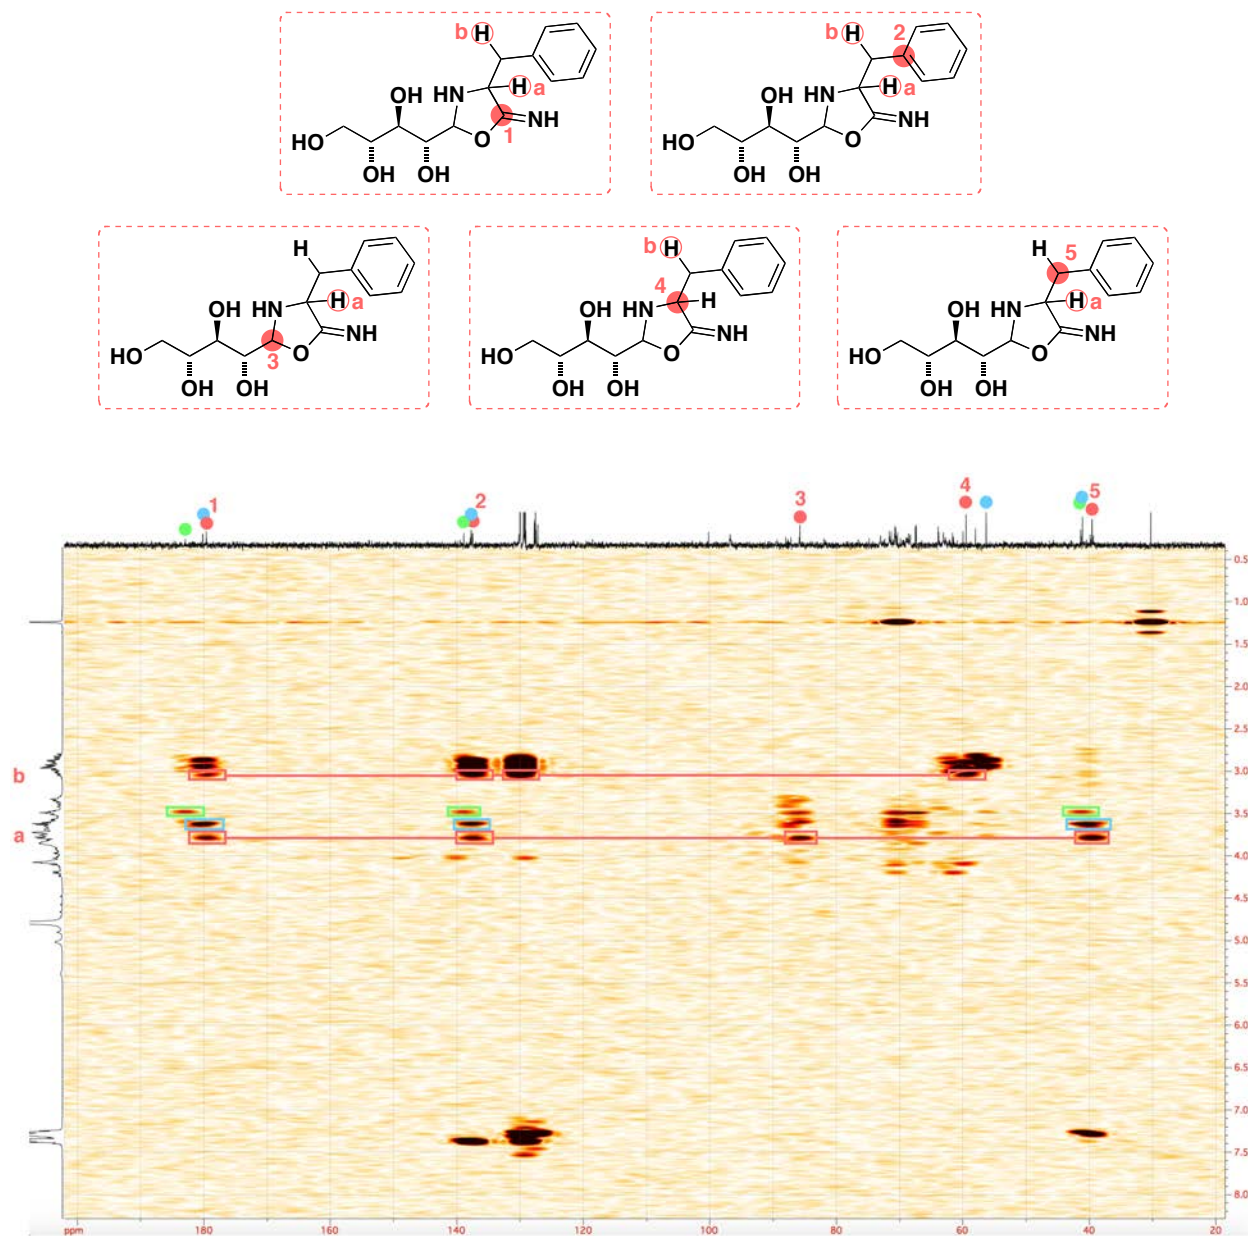 b H
H a
OH HN
1 NH
HO O
OH OH
b H 2
H a
OH HN
NH
HO O
OH OH
H
H a
OH HN
NH
HO 3 O
OH OH
b H
4 H
OH HN
NH
HO O
OH OH
H 5
H a
OH HN
NH
HO O
OH OH
1 2 3 4 5
b
a
0.5
1.0
1.5
2.0
2.5
3.0
3.5
4.0
4.5
5.0
5.5
6.0
6.5
7.0
7.5
8.0
ppm 180 160 140 120 100 80 60 40 20